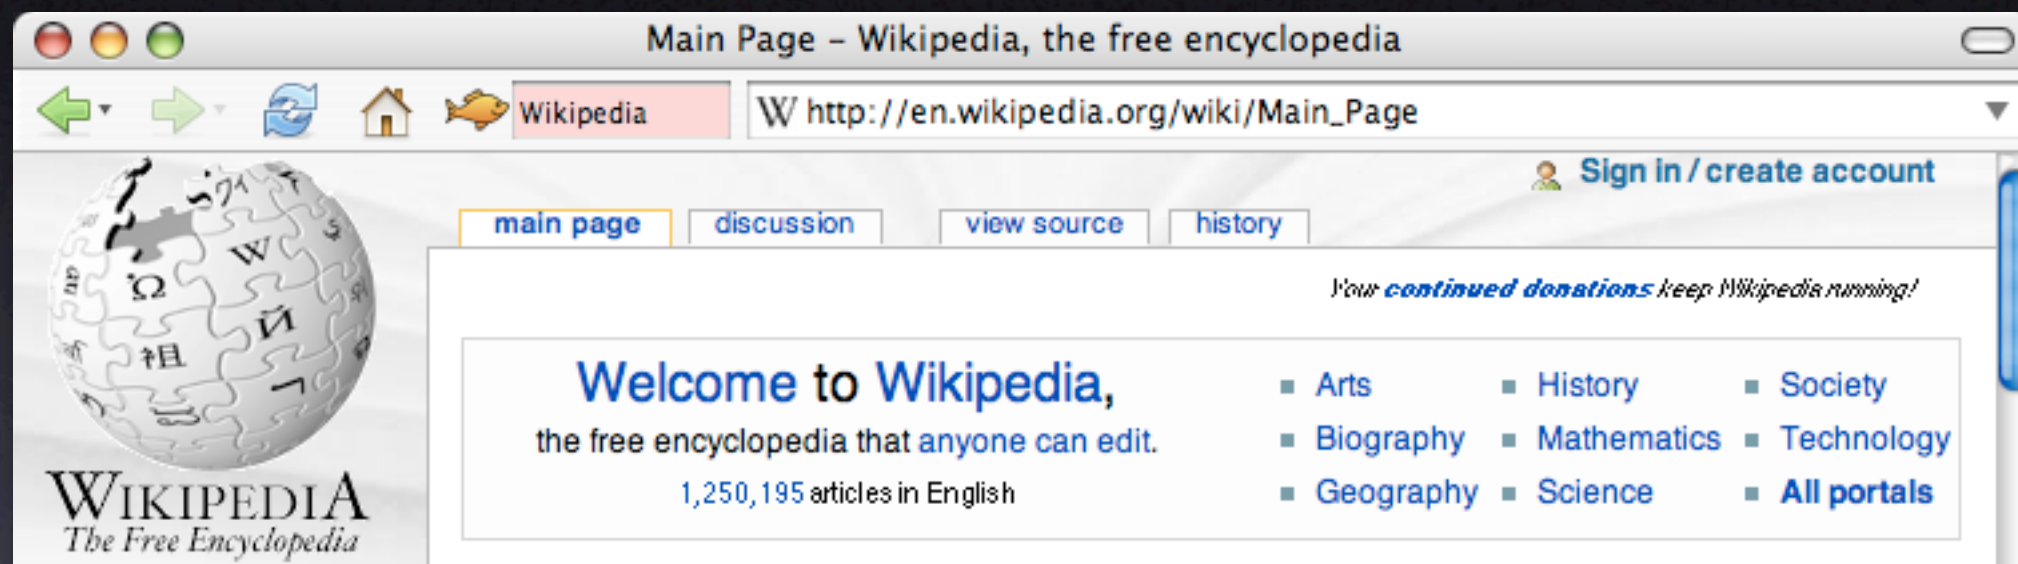 Main Page – Wikipedia, the free encyclopedia
Wikipedia W http://en.wikipedia.org/wiki/Main_Page
Sign in / create account
main page discussion view source history
Your continued donations keep Wikipedia running!
Ω W И 祖
Welcome to Wikipedia,
the free encyclopedia that anyone can edit.
1,250,195 articles in English
Arts History Society
Biography Mathematics Technology
Geography Science All portals
WIKIPEDIA
The Free Encyclopedia